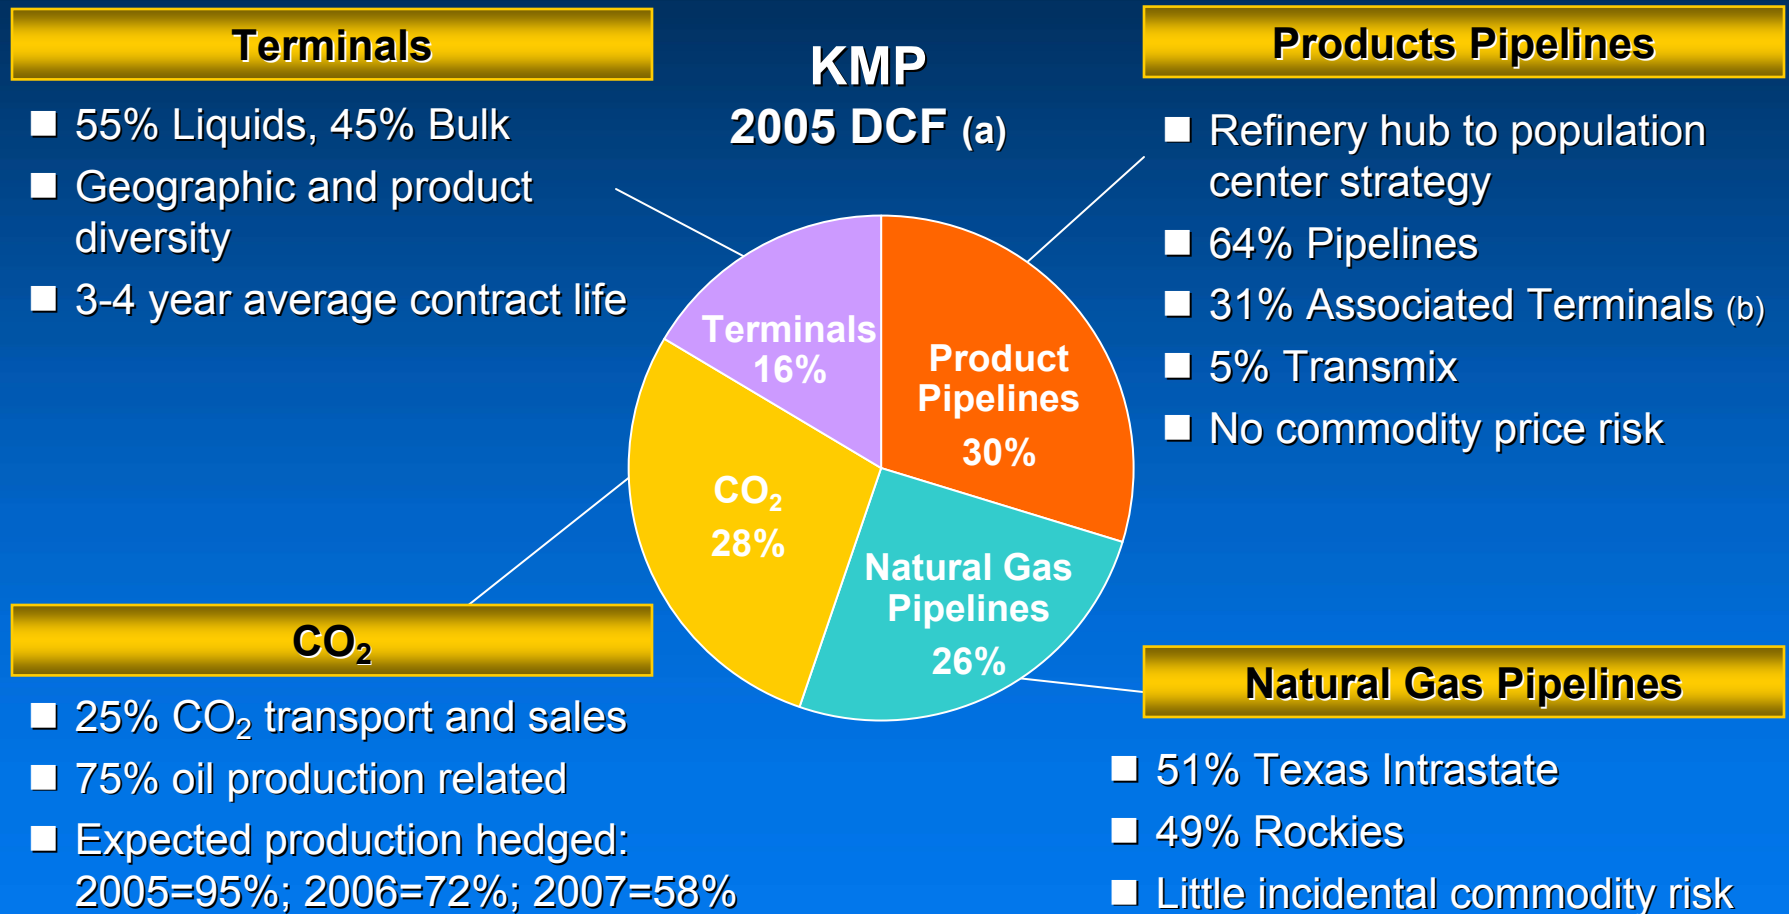 Terminals
55% Liquids, 45% Bulk
Geographic and product
diversity
3-4 year average contract life
KMP
2005 DCF (a)
Products Pipelines
Refinery hub to population
center strategy
64% Pipelines
31% Associated Terminals (b)
5% Transmix
No commodity price risk
Terminals
16%
Product
Pipelines
30%
CO₂
28%
Natural Gas
Pipelines
26%
CO₂
25% CO₂ transport and sales
75% oil production related
Expected production hedged:
2005=95%; 2006=72%; 2007=58%
Natural Gas Pipelines
51% Texas Intrastate
49% Rockies
Little incidental commodity risk